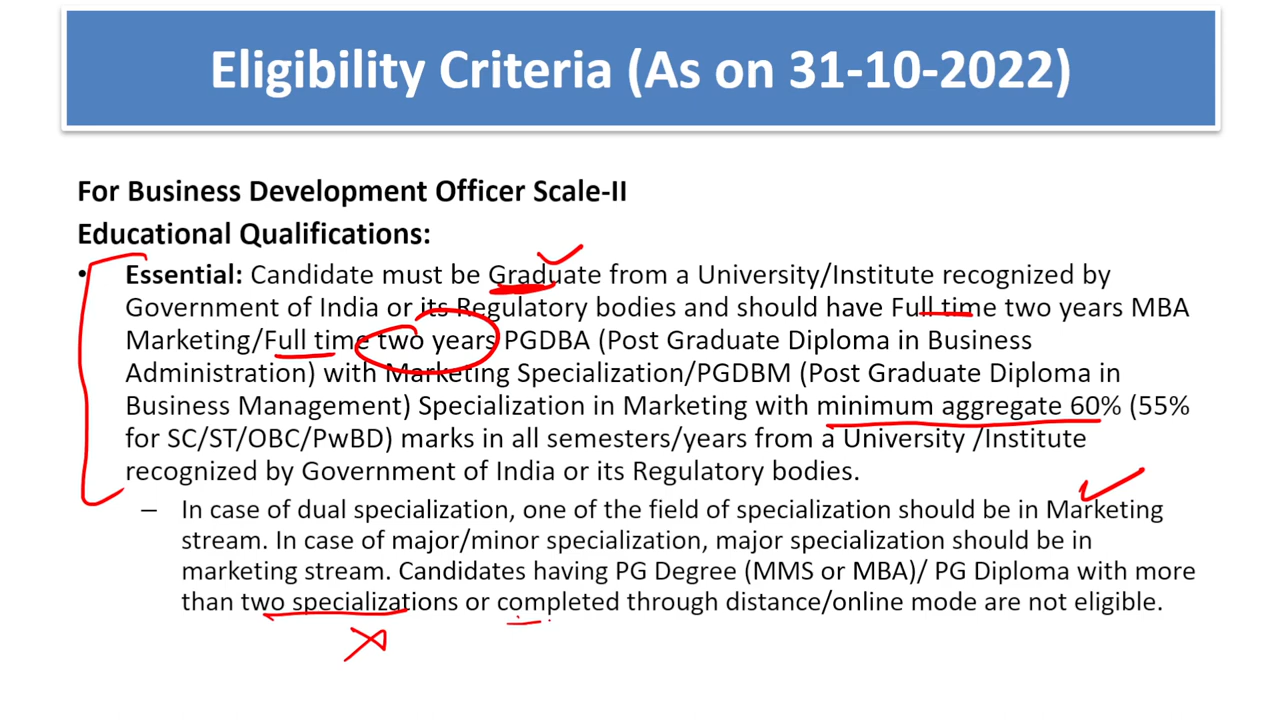 Eligibility Criteria (As on 31-10-2022)
For Business Development Officer Scale-II
Educational Qualifications:
• Essential: Candidate must be Graduate from a University/Institute recognized by
Government of India or its Regulatory bodies and should have Full time two years MBA
Marketing/Full time two years PGDBA (Post Graduate Diploma in Business
Administration) with Marketing Specialization/PGDBM (Post Graduate Diploma in
Business Management) Specialization in Marketing with minimum aggregate 60% (55%
for SC/ST/OBC/PwBD) marks in all semesters/years from a University /Institute
recognized by Government of India or its Regulatory bodies.
– In case of dual specialization, one of the field of specialization should be in Marketing
stream. In case of major/minor specialization, major specialization should be in
marketing stream. Candidates having PG Degree (MMS or MBA)/ PG Diploma with more
than two specializations or completed through distance/online mode are not eligible.